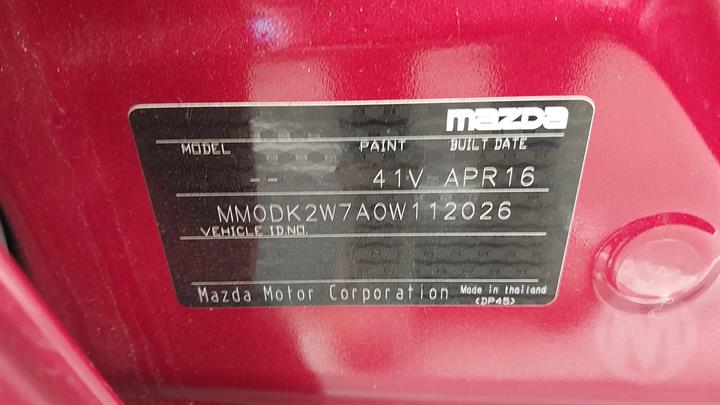 mazda
MODEL PAINT BUILT DATE
-- 41V APR16
MM0DK2W7A0W112026
VEHICLE ID.NO.
Mazda Motor Corporation Made in thailand
(DP45)
M